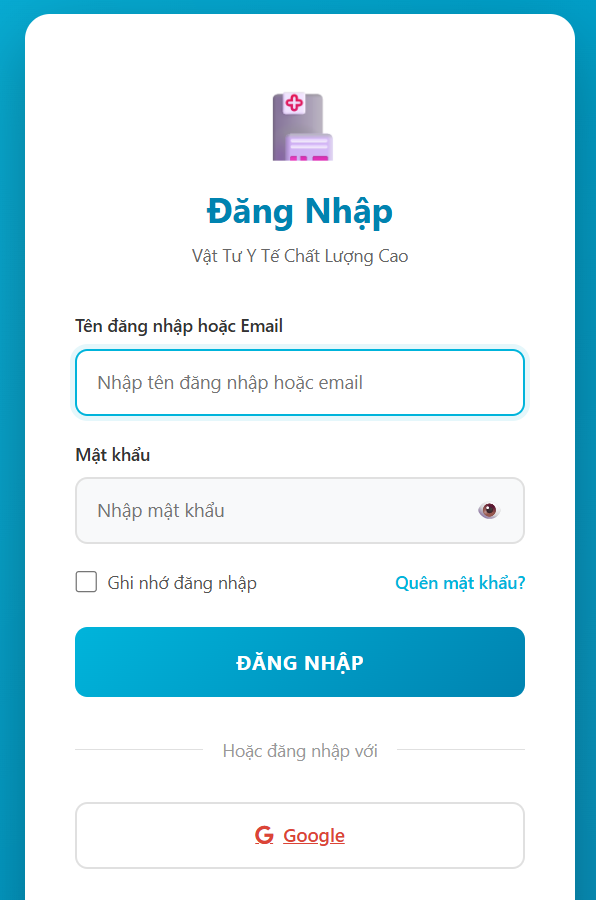 Đăng Nhập
Vật Tư Y Tế Chất Lượng Cao
Tên đăng nhập hoặc Email
Nhập tên đăng nhập hoặc email
Mật khẩu
Nhập mật khẩu
Ghi nhớ đăng nhập
Quên mật khẩu?
ĐĂNG NHẬP
Hoặc đăng nhập với
G Google